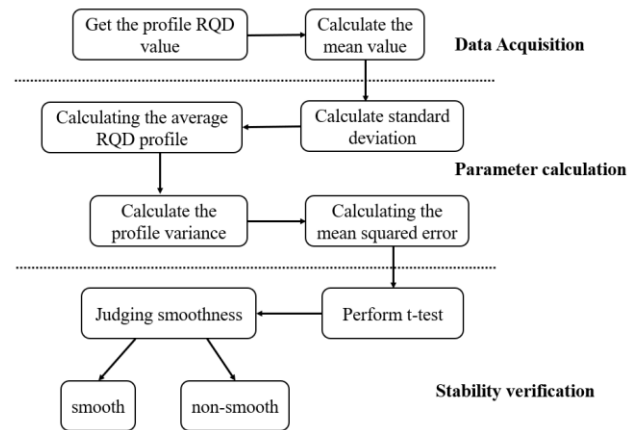 Get the profile RQD
value
Calculate the
mean value
Data Acquisition
Calculating the average
RQD profile
Calculate standard
deviation
Parameter calculation
Calculate the
profile variance
Calculating the
mean squared error
Judging smoothness
Perform t-test
smooth
non-smooth
Stability verification